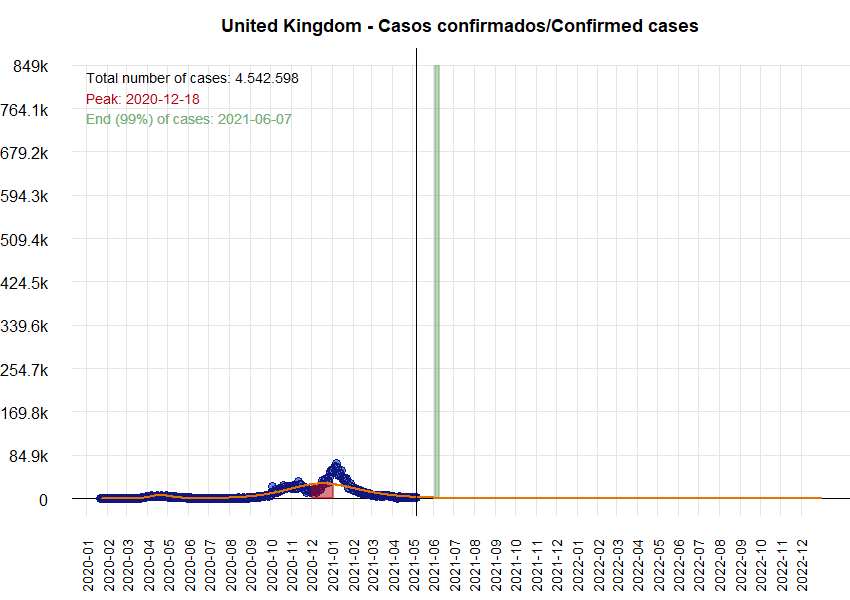 United Kingdom - Casos confirmados/Confirmed cases
849k
Total number of cases: 4.542.598
Peak: 2020-12-18
764.1k
End (99%) of cases: 2021-06-07
679.2k
594.3k
509.4k
424.5k
339.6k
254.7k
169.8k
84.9k
0
2020-01
2020-02
2020-03
2020-04
2020-05
2020-06
2020-07
2020-08
2020-09
2020-10
2020-11
2020-12
2021-01
2021-02
2021-03
2021-04
2021-05
2021-06
2021-07
2021-08
2021-09
2021-10
2021-11
2021-12
2022-01
2022-02
2022-03
2022-04
2022-05
2022-06
2022-07
2022-08
2022-09
2022-10
2022-11
2022-12